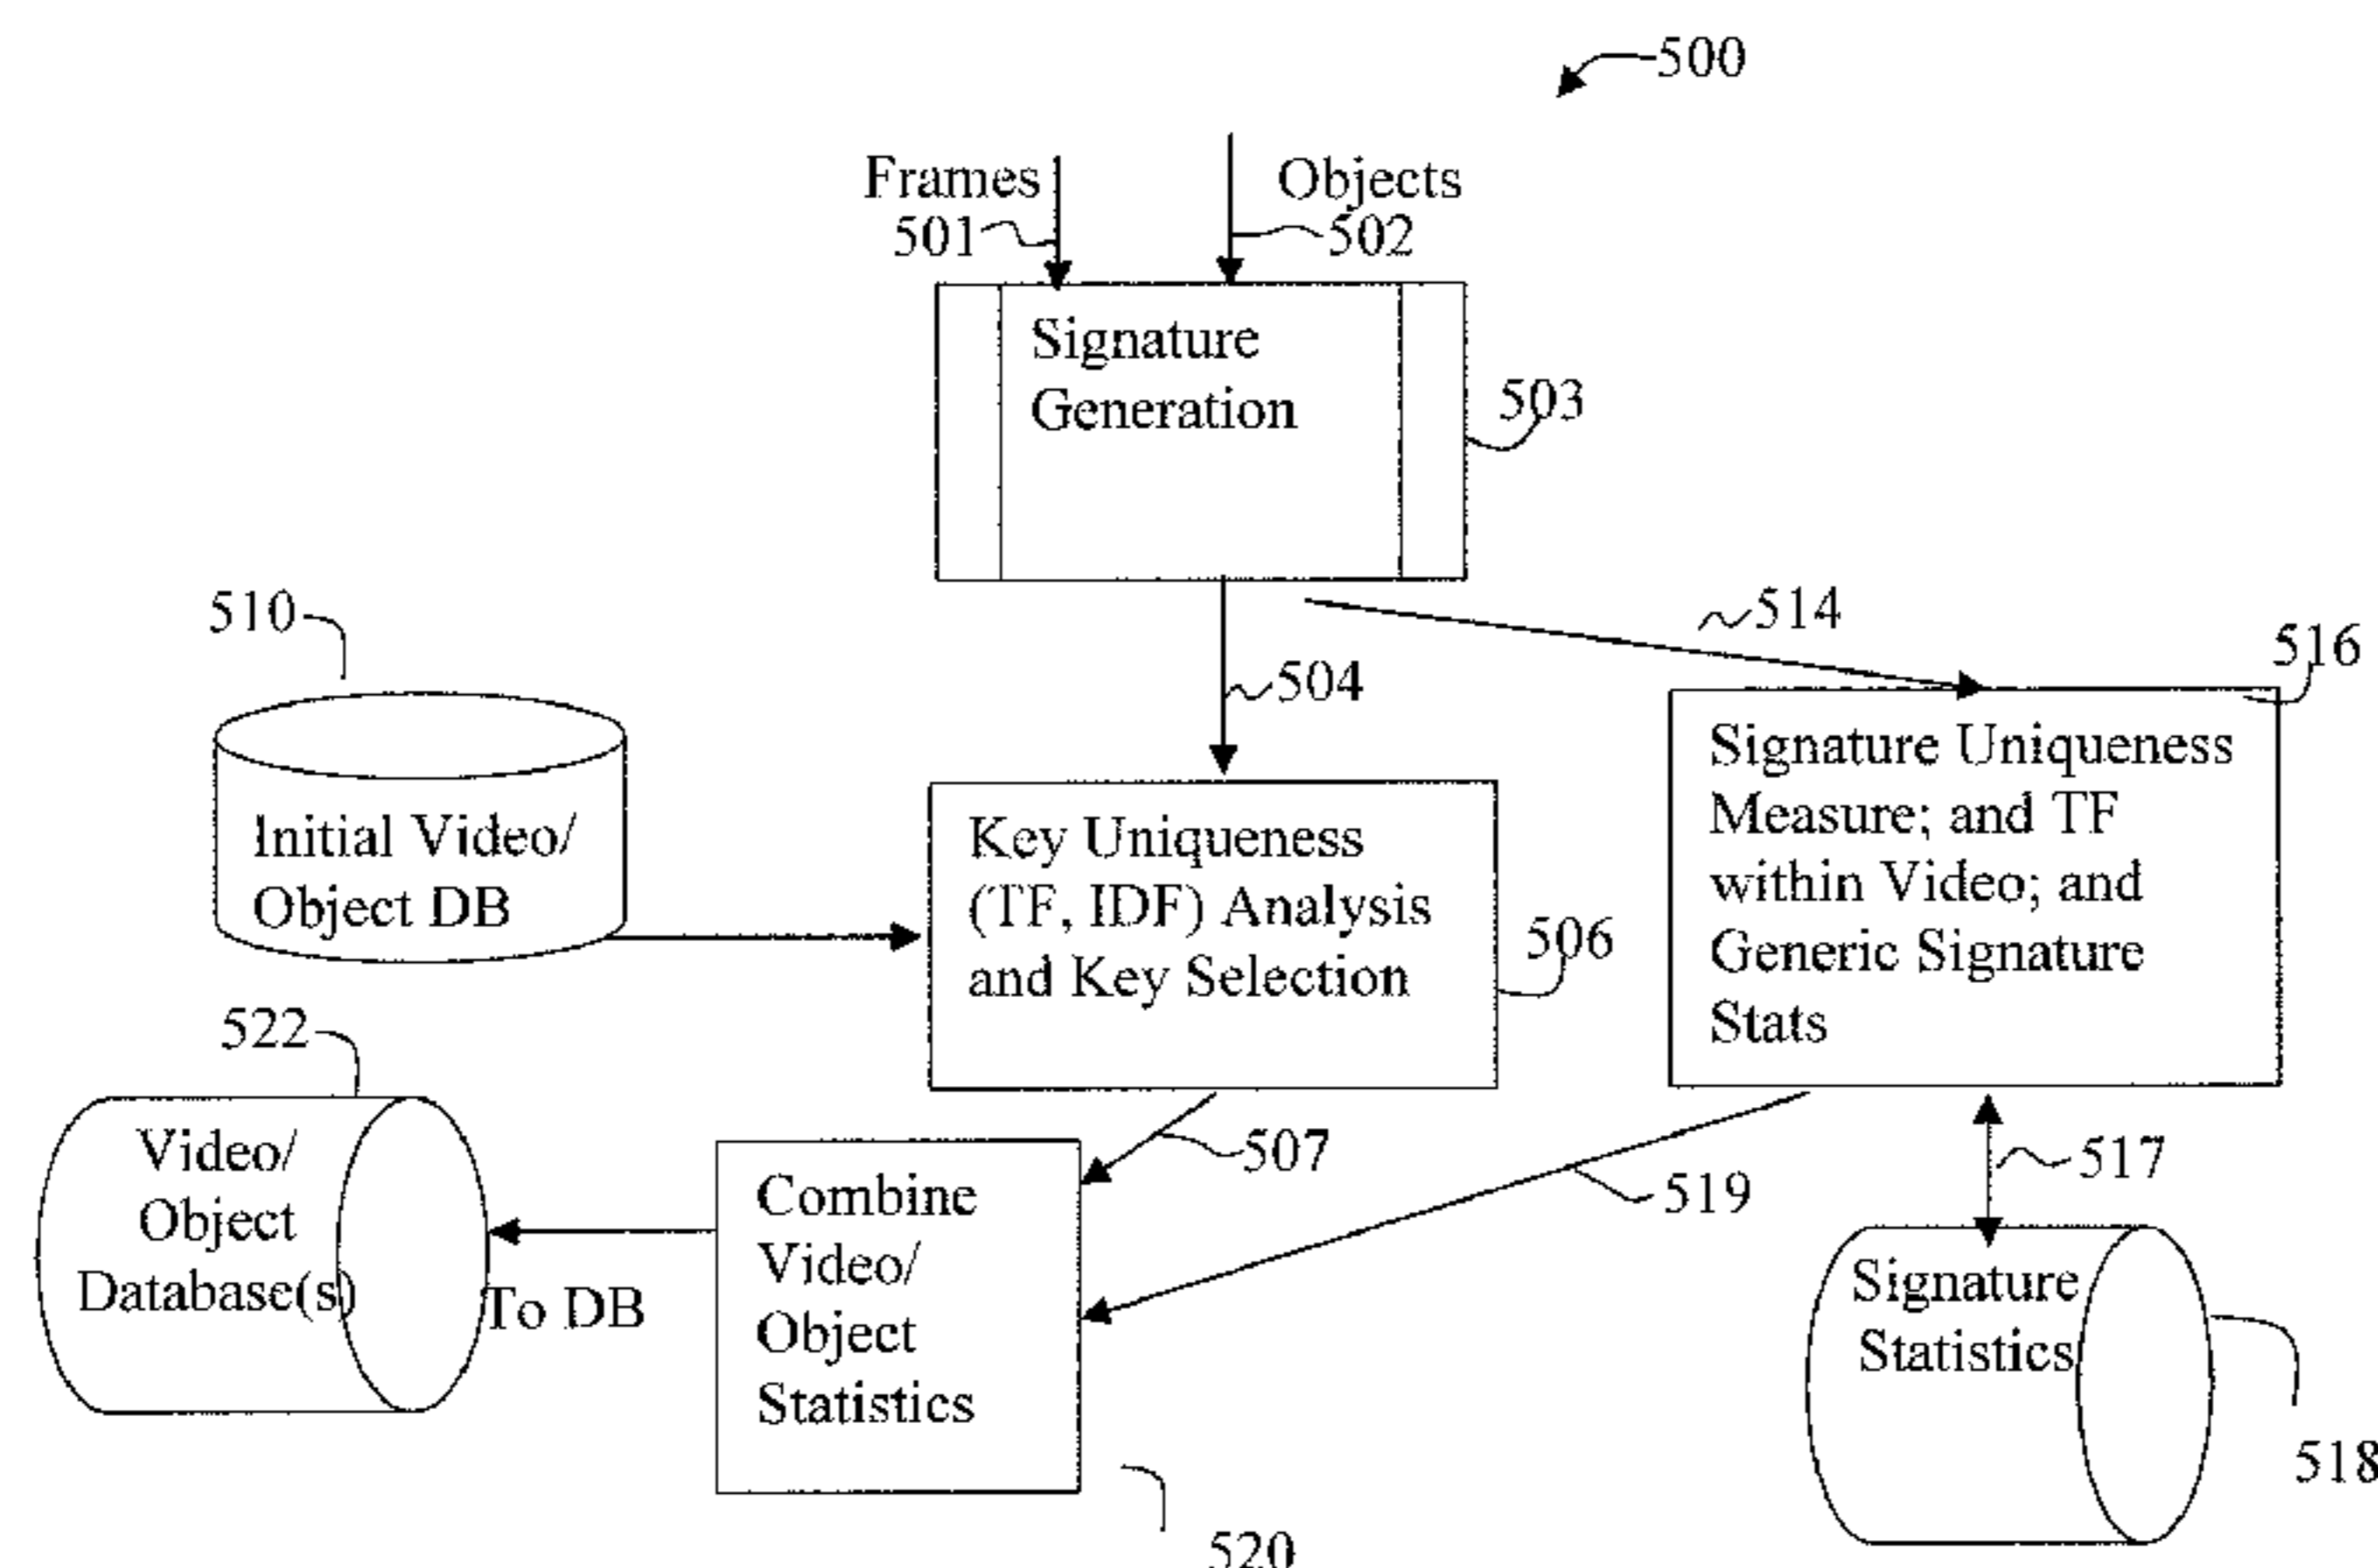 500
Frames
501
Objects
502
Signature
Generation
503
510
514
516
504
Initial Video/
Object DB
Key Uniqueness
(TF, IDF) Analysis
and Key Selection
506
Signature Uniqueness
Measure; and TF
within Video; and
Generic Signature
Stats
522
Video/
Object
Database(s)
To DB
507
Combine
Video/
Object
Statistics
519
517
Signature
Statistics
518
520